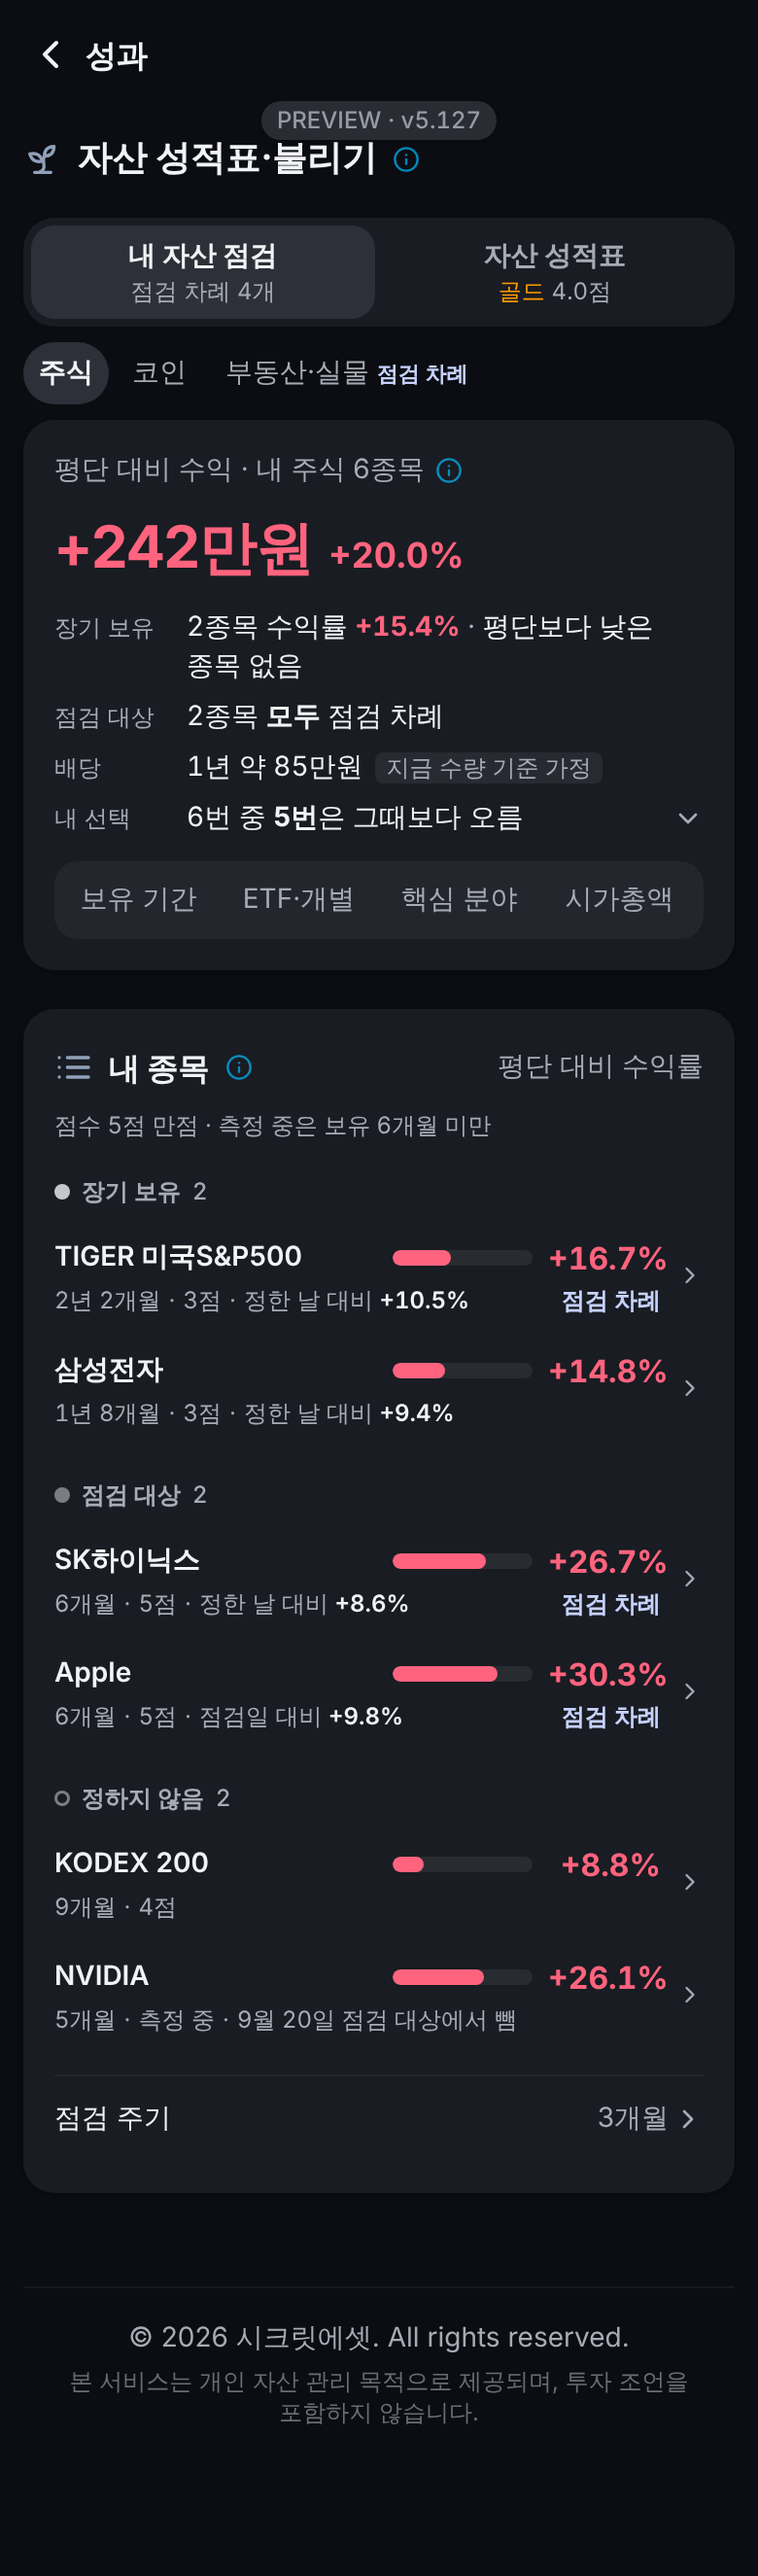 성과
PREVIEW · v5.127
자산 성적표·불리기
내 자산 점검
점검 차례 4개
자산 성적표
골드 4.0점
주식 코인 부동산·실물 점검 차례
평단 대비 수익 · 내 주식 6종목
+242만원 +20.0%
장기 보유 2종목 수익률 +15.4% · 평단보다 낮은
종목 없음
점검 대상 2종목 모두 점검 차례
배당 1년 약 85만원 지금 수량 기준 가정
내 선택 6번 중 5번은 그때보다 오름
보유 기간 ETF·개별 핵심 분야 시가총액
내 종목 평단 대비 수익률
점수 5점 만점 · 측정 중은 보유 6개월 미만
장기 보유 2
TIGER 미국S&P500 +16.7%
2년 2개월 · 3점 · 정한 날 대비 +10.5% 점검 차례
삼성전자 +14.8%
1년 8개월 · 3점 · 정한 날 대비 +9.4%
점검 대상 2
SK하이닉스 +26.7%
6개월 · 5점 · 정한 날 대비 +8.6% 점검 차례
Apple +30.3%
6개월 · 5점 · 점검일 대비 +9.8% 점검 차례
정하지 않음 2
KODEX 200 +8.8%
9개월 · 4점
NVIDIA +26.1%
5개월 · 측정 중 · 9월 20일 점검 대상에서 뺌
점검 주기 3개월
© 2026 시크릿에셋. All rights reserved.
본 서비스는 개인 자산 관리 목적으로 제공되며, 투자 조언을
포함하지 않습니다.